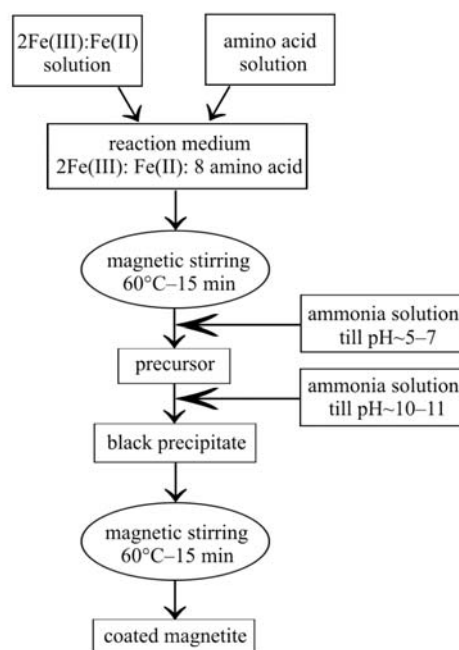 2Fe(III):Fe(II)
solution
amino acid
solution
reaction medium
2Fe(III): Fe(II): 8 amino acid
magnetic stirring
60°C–15 min
ammonia solution
till pH~5–7
precursor
ammonia solution
till pH~10–11
black precipitate
magnetic stirring
60°C–15 min
coated magnetite